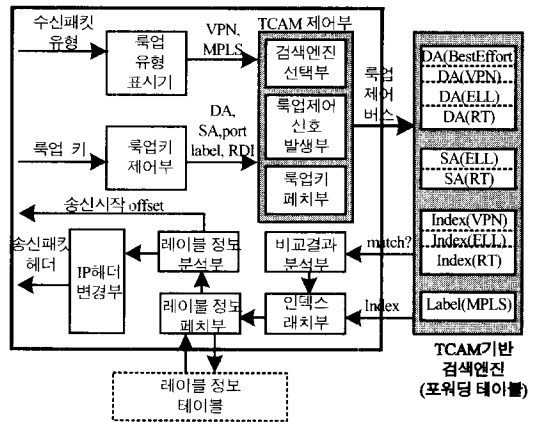 수신패킷
유형
룩업
유형
표시기
VPN,
MPLS
TCAM 제어부
검색엔진
선택부
룩업제어
신호
발생부
룩업키
페치부
룩업 키
룩업키
제어부
DA,
SA,port
label, RDI
룩업
제어
버스
DA(BestEffort
DA(VPN)
DA(ELL)
DA(RT)
SA(ELL)
SA(RT)
Index(VPN)
Index(ELL)
Index(RT)
Label(MPLS)
TCAM기반
검색엔진
(포워딩 테이블)
송신시작 offset
송신패킷
헤더
IP헤더
변경부
레이블 정보
분석부
비교결과
분석부
match?
레이블 정보
페치부
인덱스
래치부
Index
레이블 정보
테이블